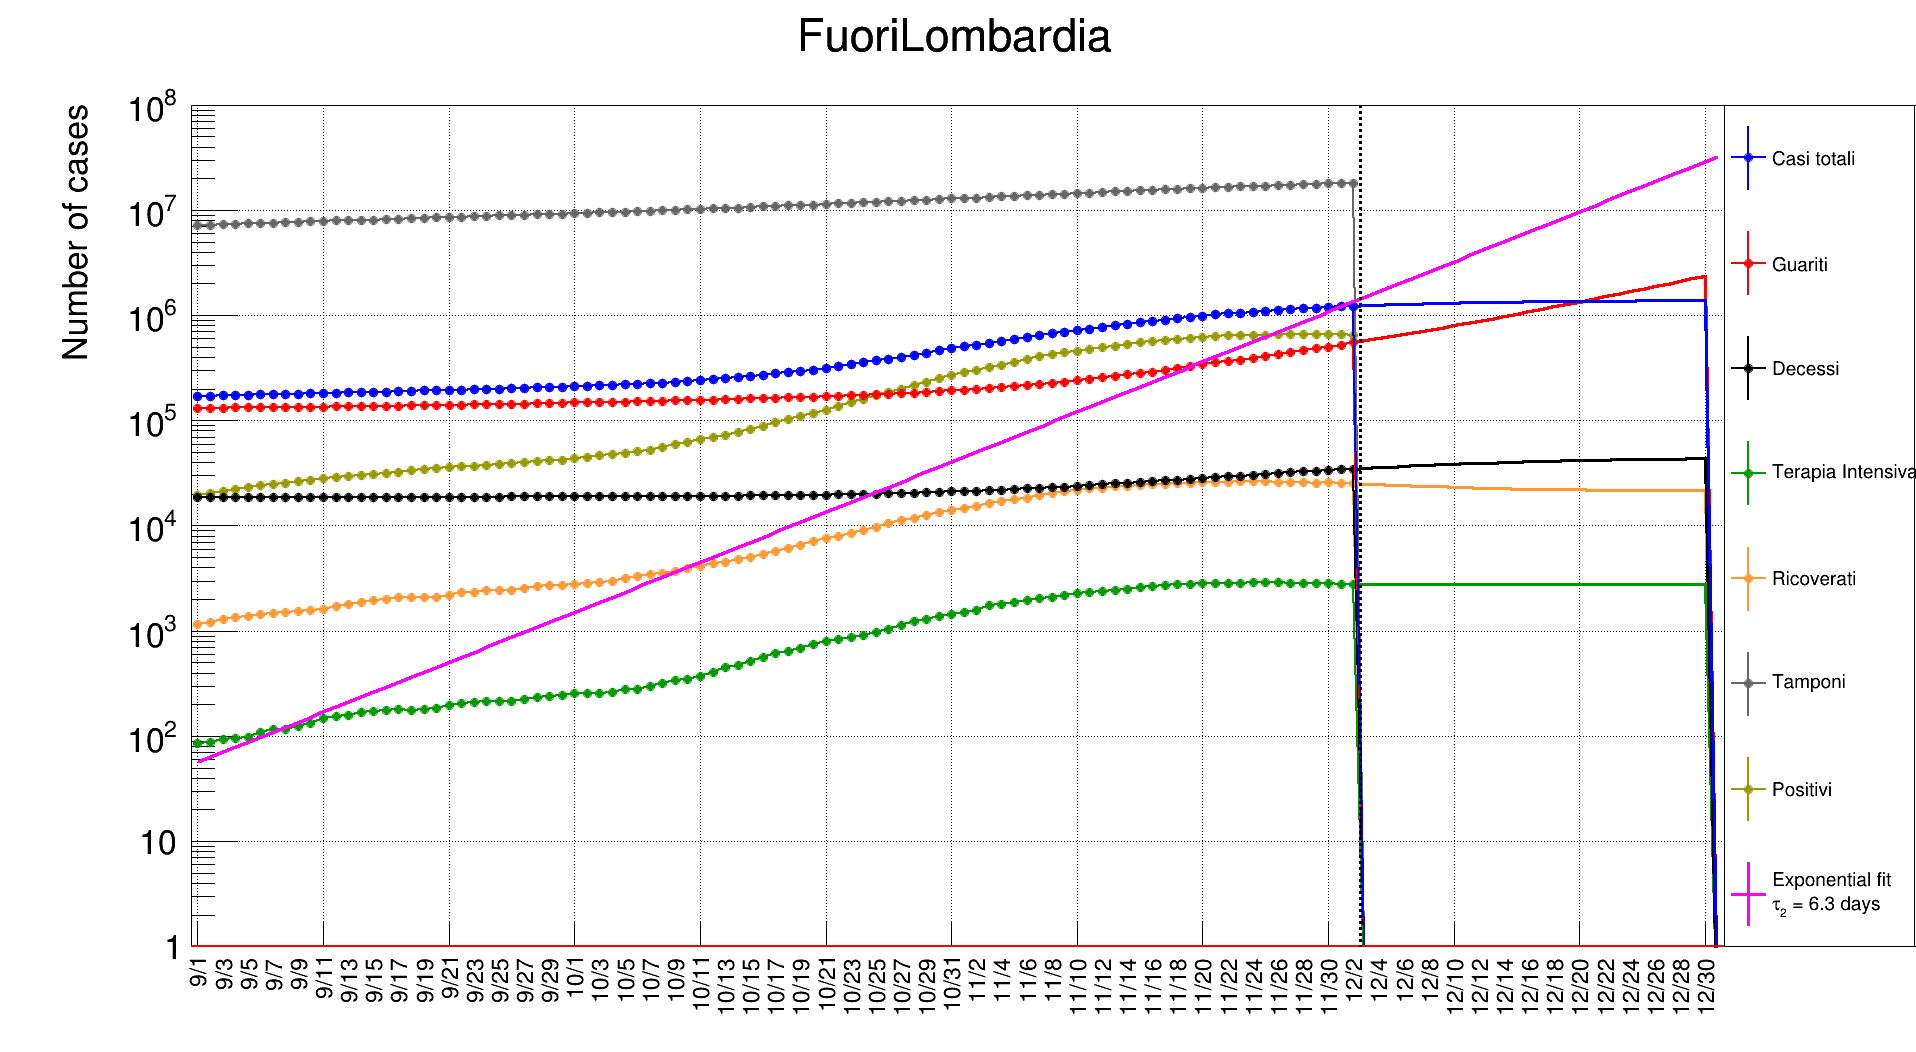 FuoriLombardia
Number of cases
10^8
10^7
10^6
10^5
10^4
10^3
10^2
10
1
9/1 9/3 9/5 9/7 9/9 9/11 9/13 9/15 9/17 9/19 9/21 9/23 9/25 9/27 9/29 10/1 10/3 10/5 10/7 10/9 10/11 10/13 10/15 10/17 10/19 10/21 10/23 10/25 10/27 10/29 10/31 11/2 11/4 11/6 11/8 11/10 11/12 11/14 11/16 11/18 11/20 11/22 11/24 11/26 11/28 11/30 12/2 12/4 12/6 12/8 12/10 12/12 12/14 12/16 12/18 12/20 12/22 12/24 12/26 12/28 12/30
Casi totali
Guariti
Decessi
Terapia Intensiva
Ricoverati
Tamponi
Positivi
Exponential fit
τ₂ = 6.3 days